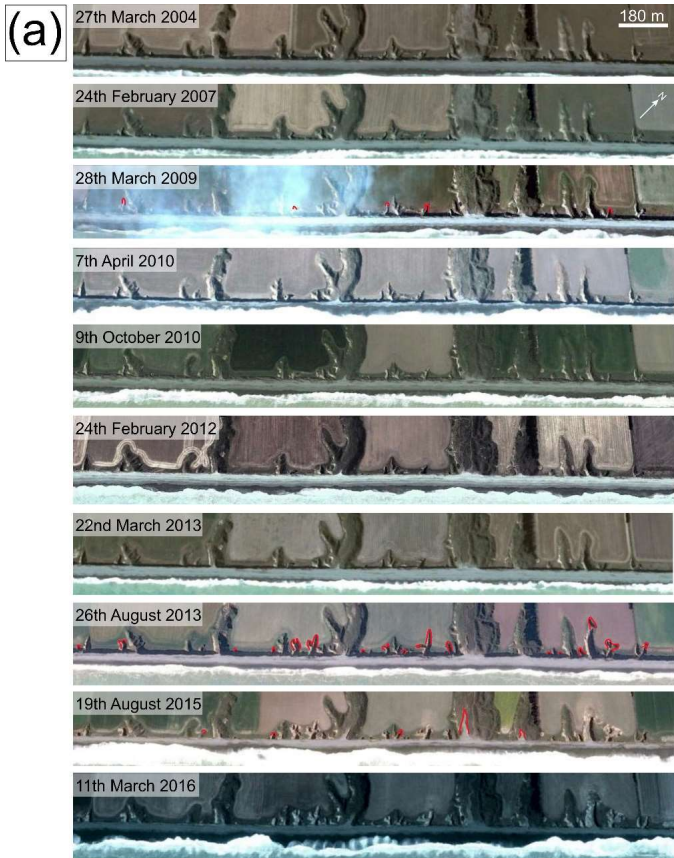 (a)
27th March 2004
180 m
24th February 2007
N
28th March 2009
7th April 2010
9th October 2010
24th February 2012
22nd March 2013
26th August 2013
19th August 2015
11th March 2016